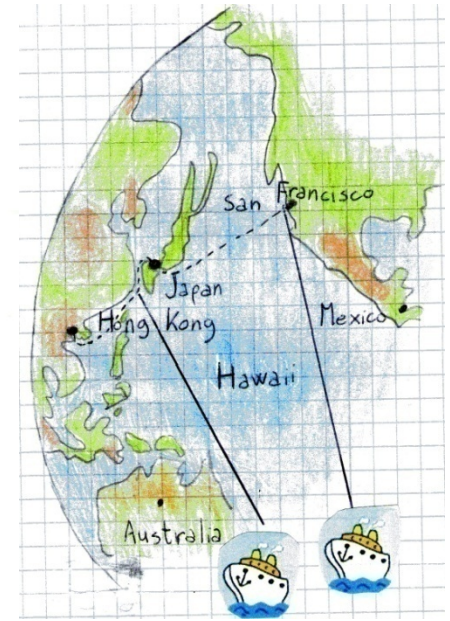 San Francisco
Japan
Hong Kong
Mexico
Hawaii
Australia